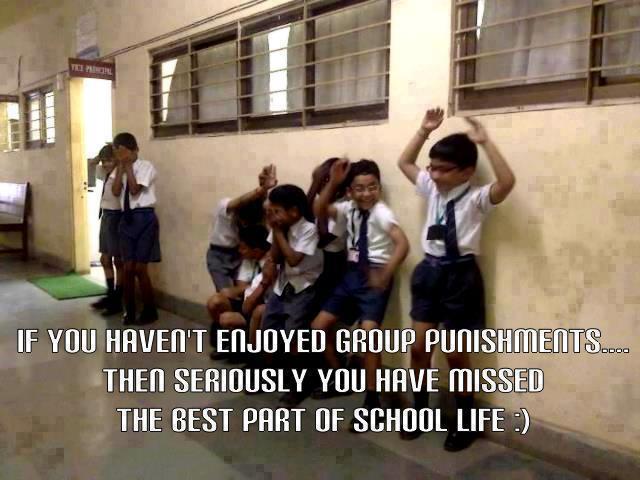 VICE PRINCIPAL
IF YOU HAVEN'T ENJOYED GROUP PUNISHMENTS....
THEN SERIOUSLY YOU HAVE MISSED
THE BEST PART OF SCHOOL LIFE :)